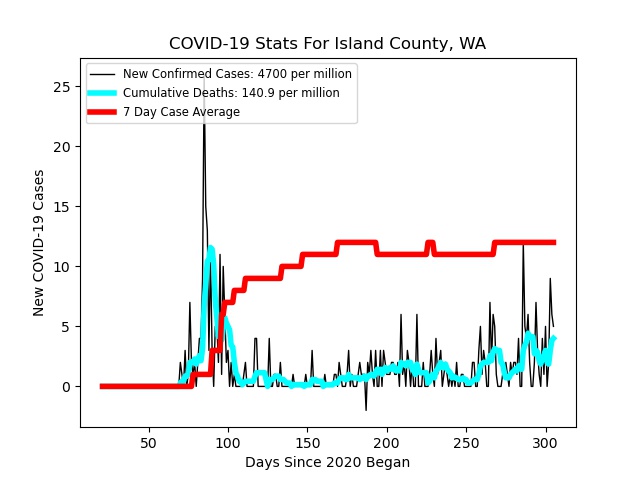 COVID-19 Stats For Island County, WA
New Confirmed Cases: 4700 per million
Cumulative Deaths: 140.9 per million
7 Day Case Average
New COVID-19 Cases
25
20
15
10
5
0
50 100 150 200 250 300
Days Since 2020 Began